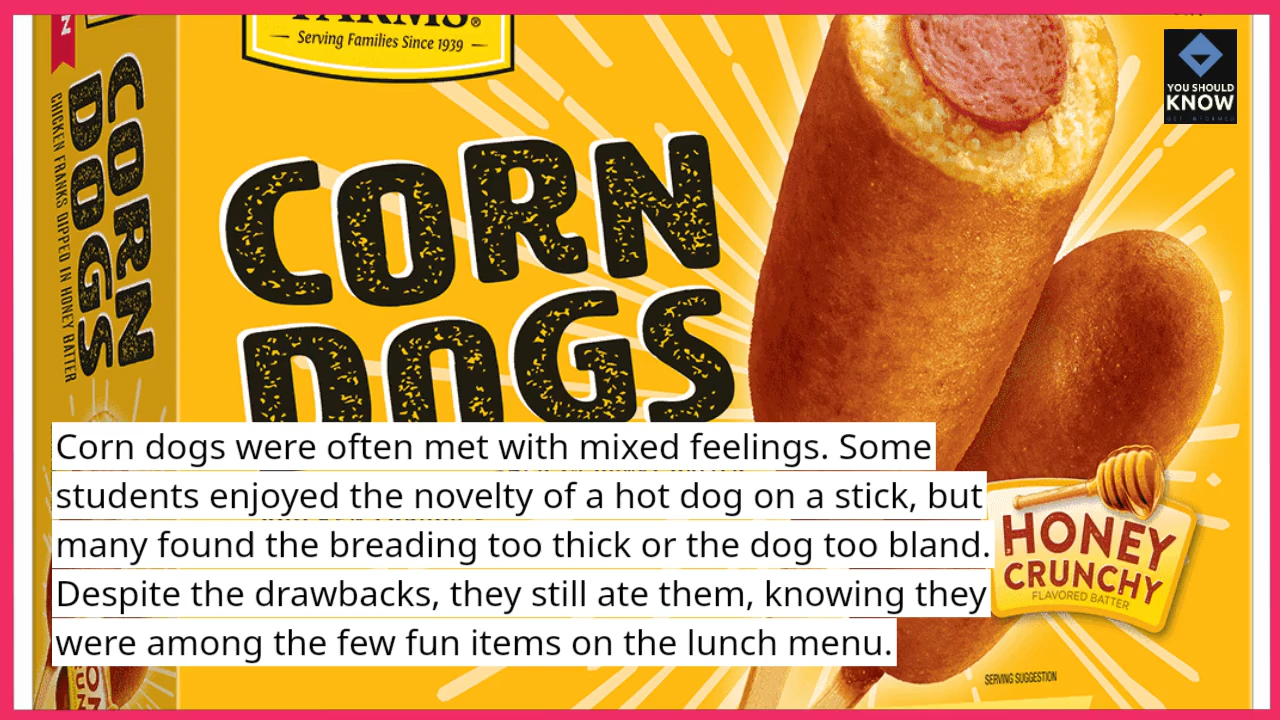 FARMS®
Serving Families Since 1939
YOU SHOULD
KNOW
GET INFORMED
CORN
DOGS
CORN
DOGS
CHICKEN FRANKS DIPPED IN HONEY BATTER
Corn dogs were often met with mixed feelings. Some
students enjoyed the novelty of a hot dog on a stick, but
many found the breading too thick or the dog too bland.
Despite the drawbacks, they still ate them, knowing they
were among the few fun items on the lunch menu.
HONEY
CRUNCHY
FLAVORED BATTER
SERVING SUGGESTION